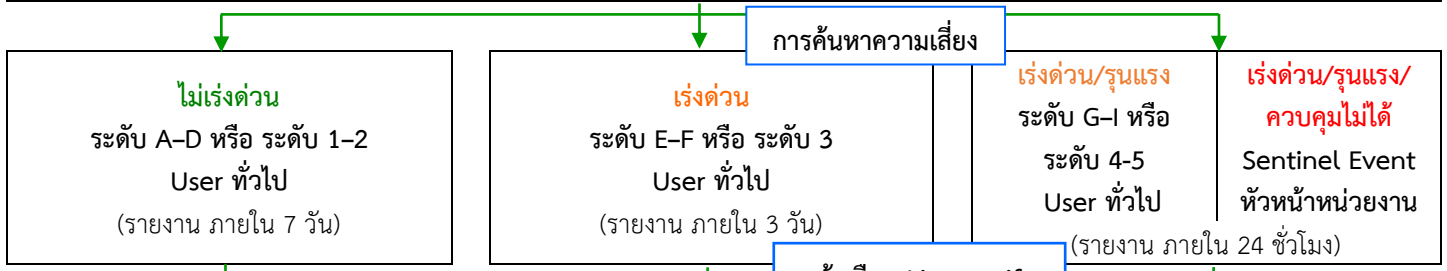 การค้นหาความเสี่ยง
ไม่เร่งด่วน
ระดับ A–D หรือ ระดับ 1–2
User ทั่วไป
(รายงาน ภายใน 7 วัน)
เร่งด่วน
ระดับ E–F หรือ ระดับ 3
User ทั่วไป
(รายงาน ภายใน 3 วัน)
เร่งด่วน/รุนแรง
ระดับ G–I หรือ
ระดับ 4-5
User ทั่วไป
เร่งด่วน/รุนแรง/
ควบคุมไม่ได้
Sentinel Event
หัวหน้าหน่วยงาน
(รายงาน ภายใน 24 ชั่วโมง)